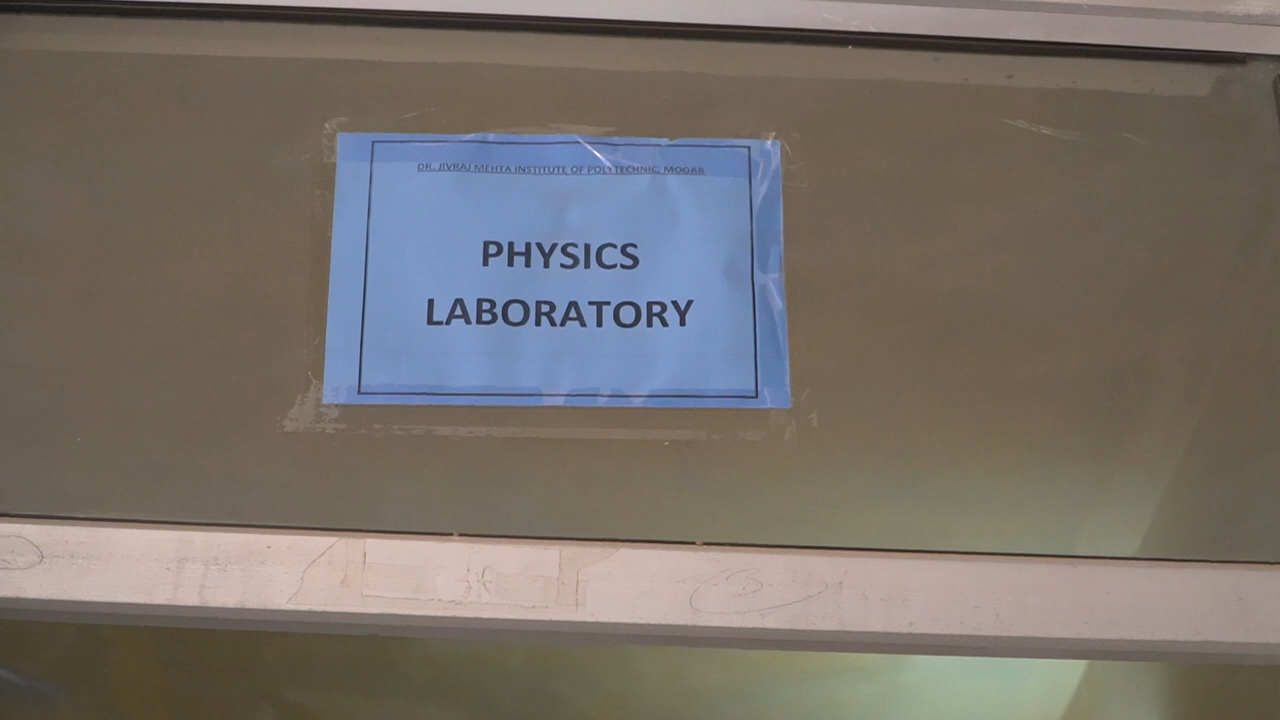 DR. JIVRAJ MEHTA INSTITUTE OF POLYTECHNIC, MOGAR
PHYSICS
LABORATORY